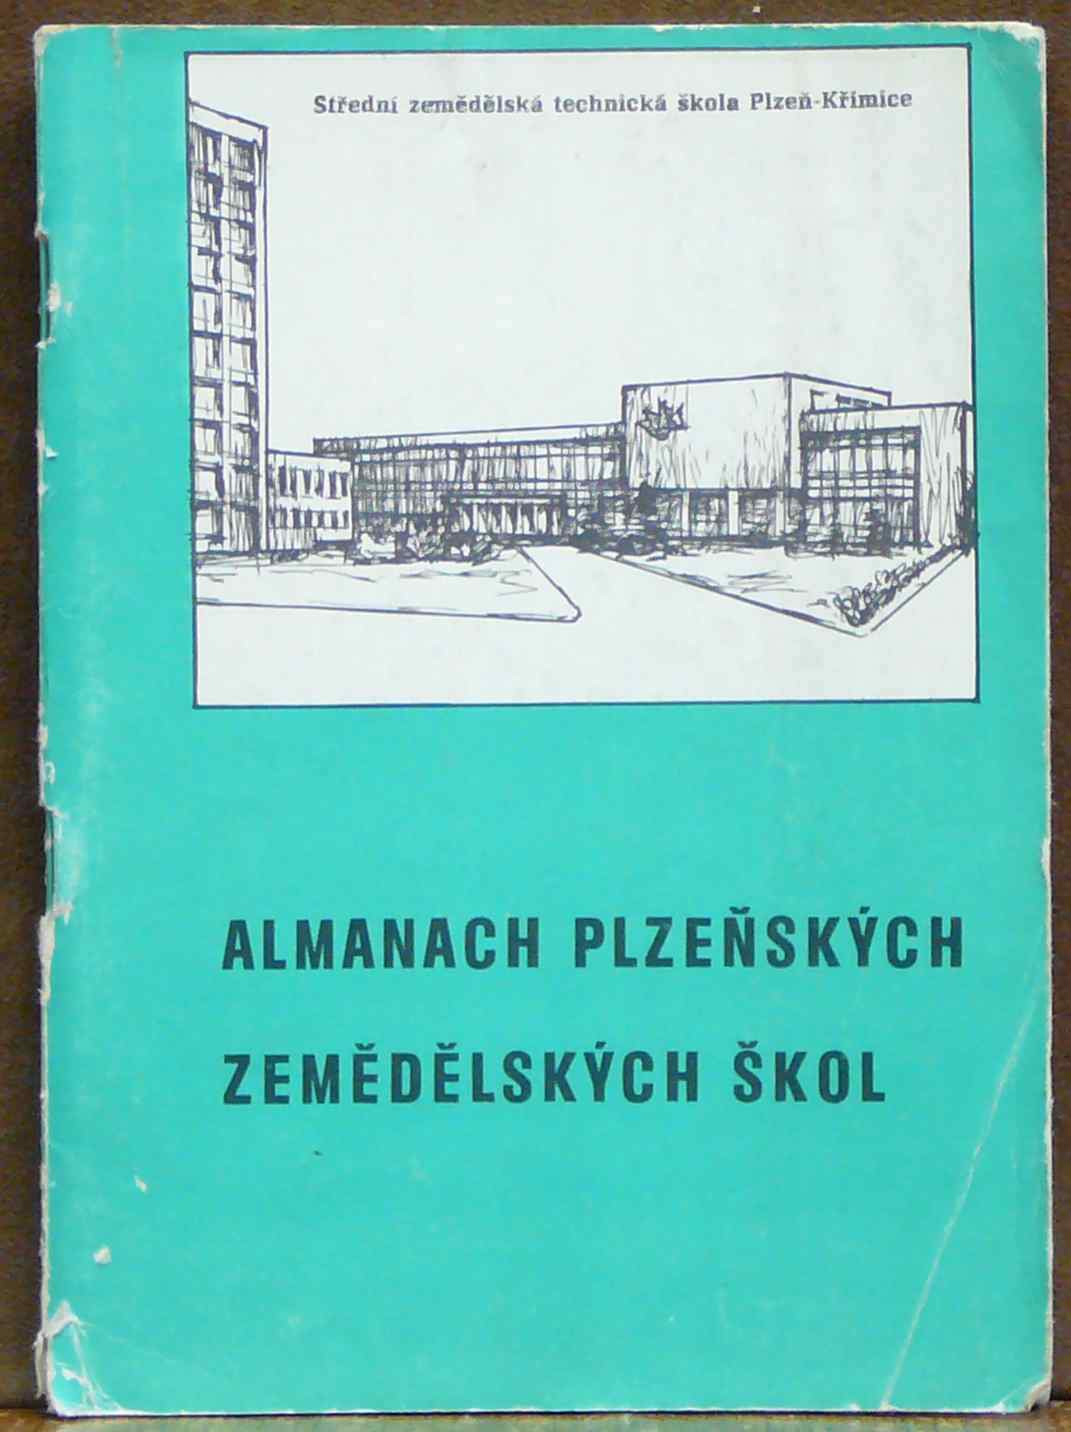 Střední zemědělská technická škola Plzeň-Křimice
ALMANACH PLZEŇSKÝCH
ZEMĚDĚLSKÝCH ŠKOL